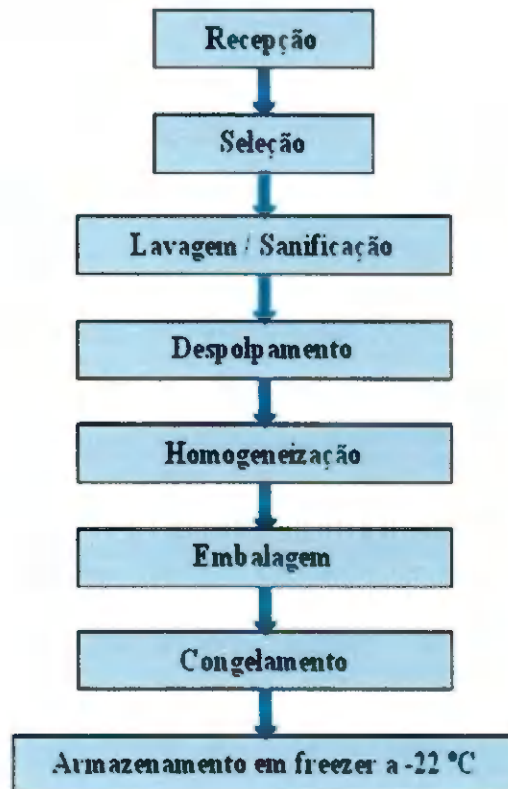 Recepção
Seleção
Lavagem / Sanificação
Despolpamento
Homogeneização
Embalagem
Congelamento
Armazenamento em freezer a -22 °C